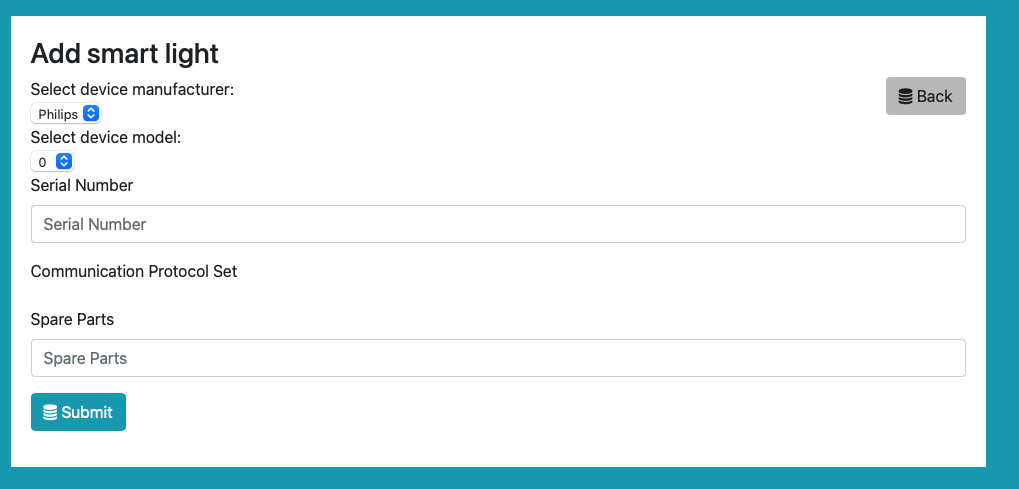 Add smart light
Select device manufacturer:
Back
Philips
Select device model:
0
Serial Number
Serial Number
Communication Protocol Set
Spare Parts
Spare Parts
Submit